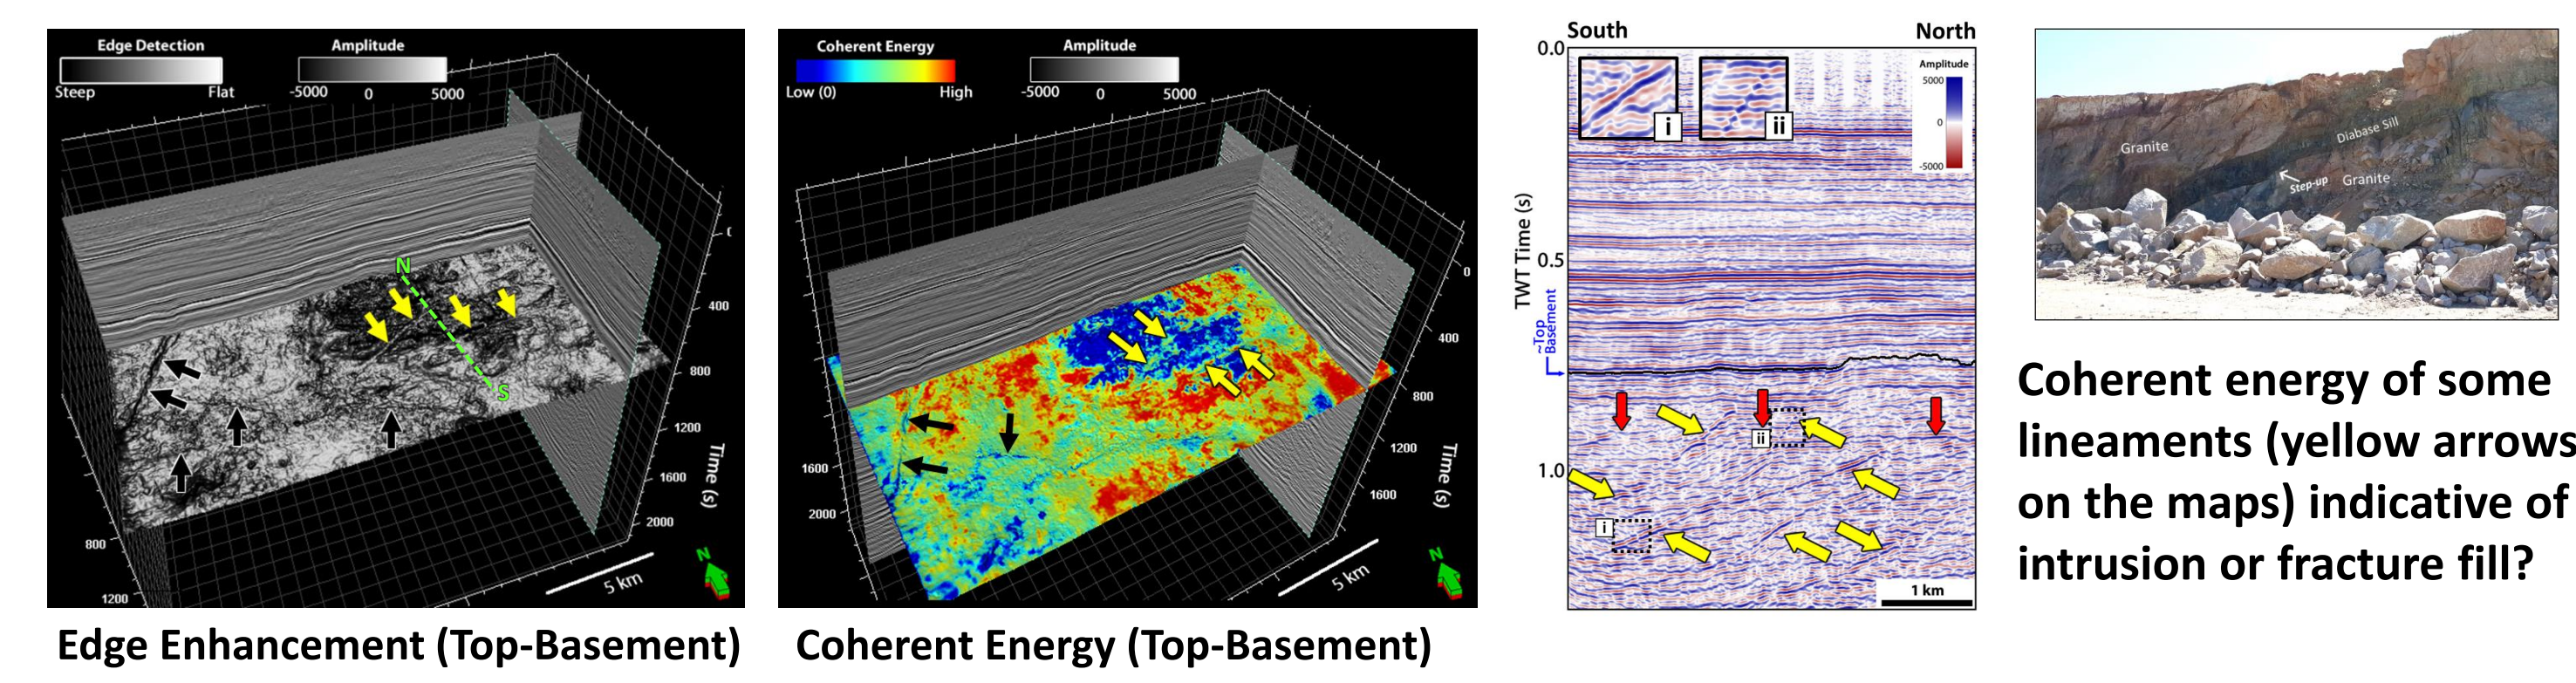 Edge Detection
Steep
Flat
Amplitude
-5000
0
5000
N
S
0
400
800
1200
1600
2000
Time (s)
800
1200
5 km
N
Edge Enhancement (Top-Basement)
Coherent Energy
Low (0)
High
Amplitude
-5000
0
5000
0
400
800
1200
1600
Time (s)
1600
2000
5 km
N
Coherent Energy (Top-Basement)
South
North
0.0
0.5
1.0
TWT Time (s)
~Top
Basement
i
ii
Amplitude
5000
0
-5000
ii
i
1 km
Granite
Diabase Sill
Step-up
Granite
Coherent energy of some
lineaments (yellow arrows
on the maps) indicative of
intrusion or fracture fill?